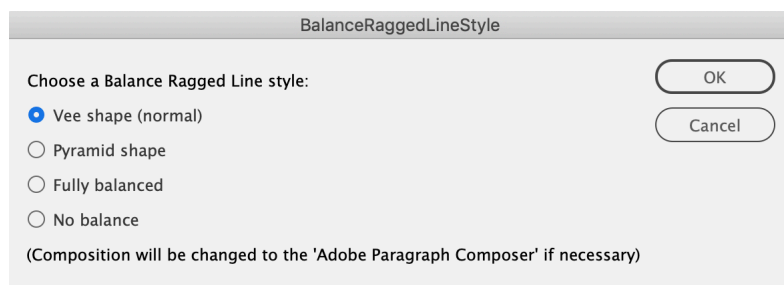 BalanceRaggedLineStyle
Choose a Balance Ragged Line style:
OK
Vee shape (normal)
Cancel
Pyramid shape
Fully balanced
No balance
(Composition will be changed to the 'Adobe Paragraph Composer' if necessary)